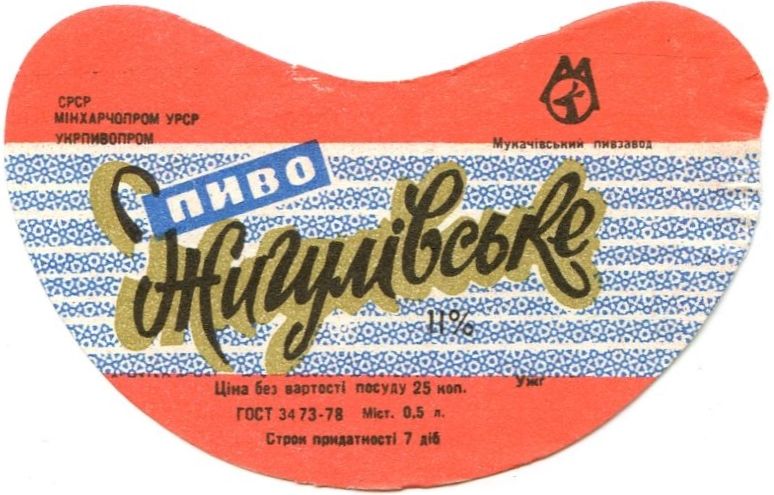 СРСР
МІНХАРЧОПРОМ УРСР
УКРПИВОПРОМ
Мукачівський пивзавод
ПИВО
Жигулівське
11%
Ціна без вартості посуду 25 коп.
Ужг
ГОСТ 3473-78 Міст. 0,5 л.
Строк придатності 7 діб